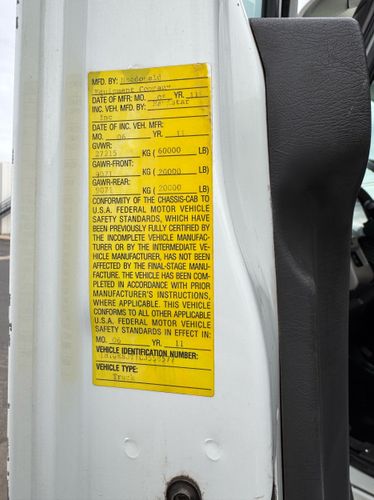 MFD. BY: Macdonald
Equipment Company
DATE OF MFR: MO. 06 YR. 11
INC. VEH. MFD. BY:
Inc
DATE OF INC. VEH. MFR:
MO. 06 YR. 11
GVWR:
27215 KG ( 60000 LB)
GAWR-FRONT:
9071 KG ( 20000 LB)
GAWR-REAR:
9071 KG ( 20000 LB)
CONFORMITY OF THE CHASSIS-CAB TO
U.S.A. FEDERAL MOTOR VEHICLE
SAFETY STANDARDS, WHICH HAVE
BEEN PREVIOUSLY FULLY CERTIFIED BY
THE INCOMPLETE VEHICLE MANUFAC-
TURER OR BY THE INTERMEDIATE VE-
HICLE MANUFACTURER, HAS NOT BEEN
AFFECTED BY THE FINAL-STAGE MANU-
FACTURE. THE VEHICLE HAS BEEN COM-
PLETED IN ACCORDANCE WITH PRIOR
MANUFACTURER'S INSTRUCTIONS,
WHERE APPLICABLE. THIS VEHICLE
CONFORMS TO ALL OTHER APPLICABLE
U.S.A. FEDERAL MOTOR VEHICLE
SAFETY STANDARDS IN EFFECT IN:
MO. 06 YR. 11
VEHICLE IDENTIFICATION NUMBER:
VEHICLE TYPE:
Truck